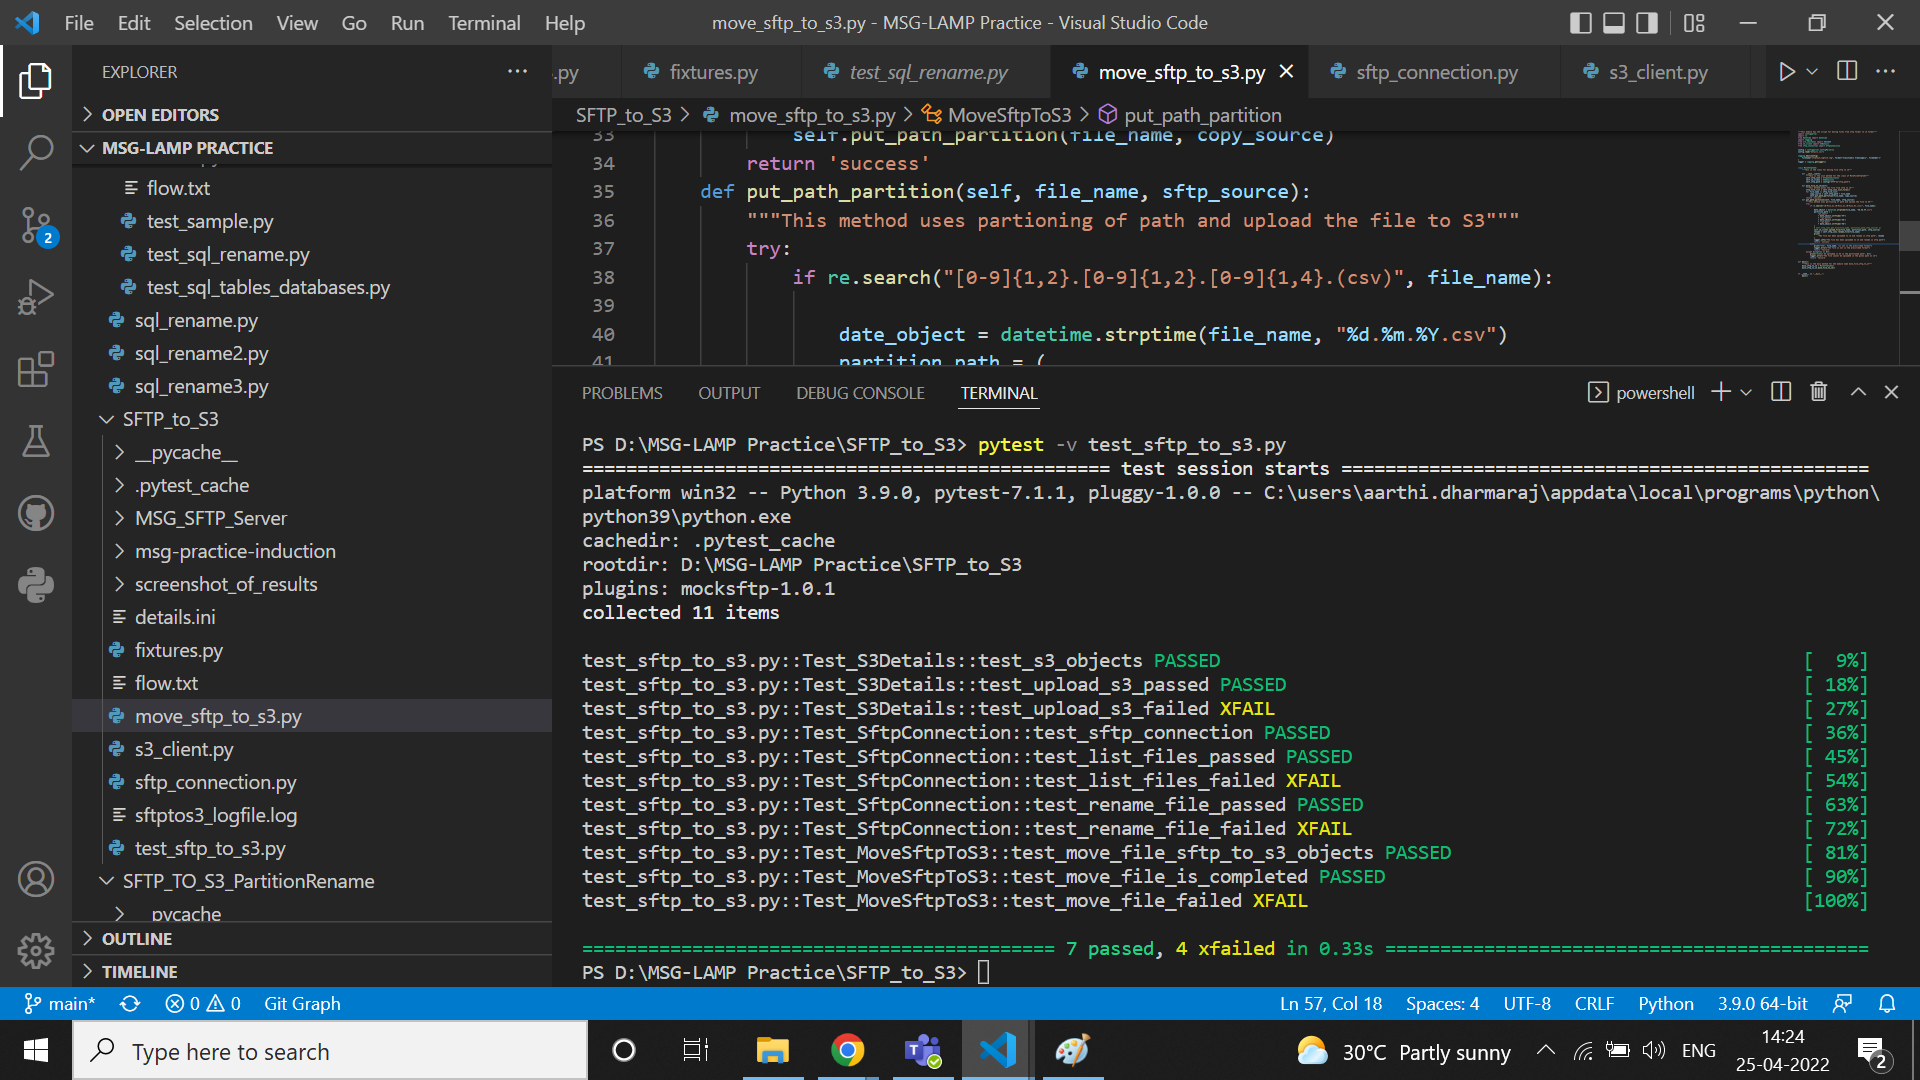 File Edit Selection View Go Run Terminal Help
move_sftp_to_s3.py - MSG-LAMP Practice - Visual Studio Code
EXPLORER
OPEN EDITORS
MSG-LAMP PRACTICE
flow.txt
test_sample.py
test_sql_rename.py
test_sql_tables_databases.py
sql_rename.py
sql_rename2.py
sql_rename3.py
SFTP_to_S3
__pycache__
.pytest_cache
MSG_SFTP_Server
msg-practice-induction
screenshot_of_results
details.ini
fixtures.py
flow.txt
move_sftp_to_s3.py
s3_client.py
sftp_connection.py
sftptos3_logfile.log
test_sftp_to_s3.py
SFTP_TO_S3_PartitionRename
__pycache__
OUTLINE
TIMELINE
.py fixtures.py test_sql_rename.py move_sftp_to_s3.py sftp_connection.py s3_client.py
SFTP_to_S3 > move_sftp_to_s3.py > MoveSftpToS3 > put_path_partition
33 self.put_path_partition(file_name, copy_source)
34 return 'success'
35 def put_path_partition(self, file_name, sftp_source):
36 """This method uses partioning of path and upload the file to S3"""
37 try:
38 if re.search("[0-9]{1,2}.[0-9]{1,2}.[0-9]{1,4}.(csv)", file_name):
39
40 date_object = datetime.strptime(file_name, "%d.%m.%Y.csv")
41 partition_path = (
PROBLEMS OUTPUT DEBUG CONSOLE TERMINAL
powershell
PS D:\MSG-LAMP Practice\SFTP_to_S3> pytest -v test_sftp_to_s3.py
================================================ test session starts ================================================
platform win32 -- Python 3.9.0, pytest-7.1.1, pluggy-1.0.0 -- C:\users\aarthi.dharmaraj\appdata\local\programs\python\
python39\python.exe
cachedir: .pytest_cache
rootdir: D:\MSG-LAMP Practice\SFTP_to_S3
plugins: mocksftp-1.0.1
collected 11 items
test_sftp_to_s3.py::Test_S3Details::test_s3_objects PASSED [  9%]
test_sftp_to_s3.py::Test_S3Details::test_upload_s3_passed PASSED [ 18%]
test_sftp_to_s3.py::Test_S3Details::test_upload_s3_failed XFAIL [ 27%]
test_sftp_to_s3.py::Test_SftpConnection::test_sftp_connection PASSED [ 36%]
test_sftp_to_s3.py::Test_SftpConnection::test_list_files_passed PASSED [ 45%]
test_sftp_to_s3.py::Test_SftpConnection::test_list_files_failed XFAIL [ 54%]
test_sftp_to_s3.py::Test_SftpConnection::test_rename_file_passed PASSED [ 63%]
test_sftp_to_s3.py::Test_SftpConnection::test_rename_file_failed XFAIL [ 72%]
test_sftp_to_s3.py::Test_MoveSftpToS3::test_move_file_sftp_to_s3_objects PASSED [ 81%]
test_sftp_to_s3.py::Test_MoveSftpToS3::test_move_file_is_completed PASSED [ 90%]
test_sftp_to_s3.py::Test_MoveSftpToS3::test_move_file_failed XFAIL [100%]
=========================================== 7 passed, 4 xfailed in 0.33s ============================================
PS D:\MSG-LAMP Practice\SFTP_to_S3>
2
main* 0 0 Git Graph
Ln 57, Col 18 Spaces: 4 UTF-8 CRLF Python 3.9.0 64-bit
Type here to search
30°C Partly sunny
ENG
14:24
25-04-2022
2